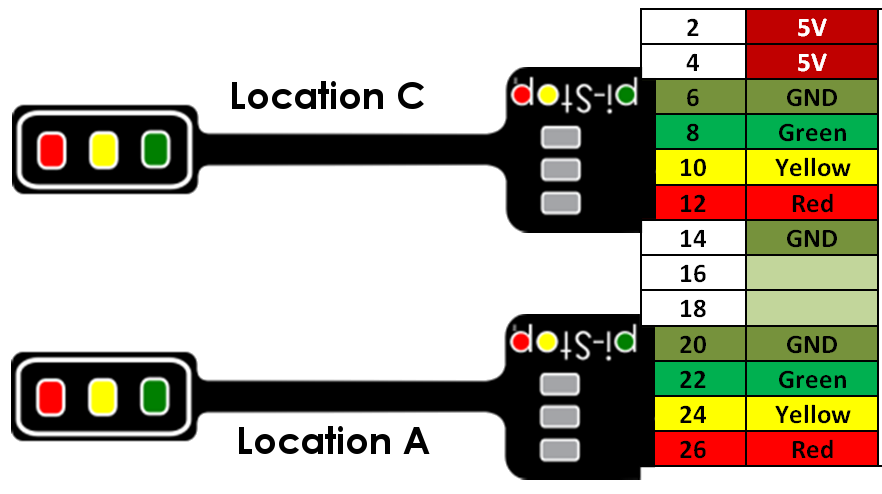 2 5V
4 5V
Location C
pi-Stop
6 GND
8 Green
10 Yellow
12 Red
14 GND
16
18
pi-Stop
20 GND
22 Green
24 Yellow
Location A
26 Red